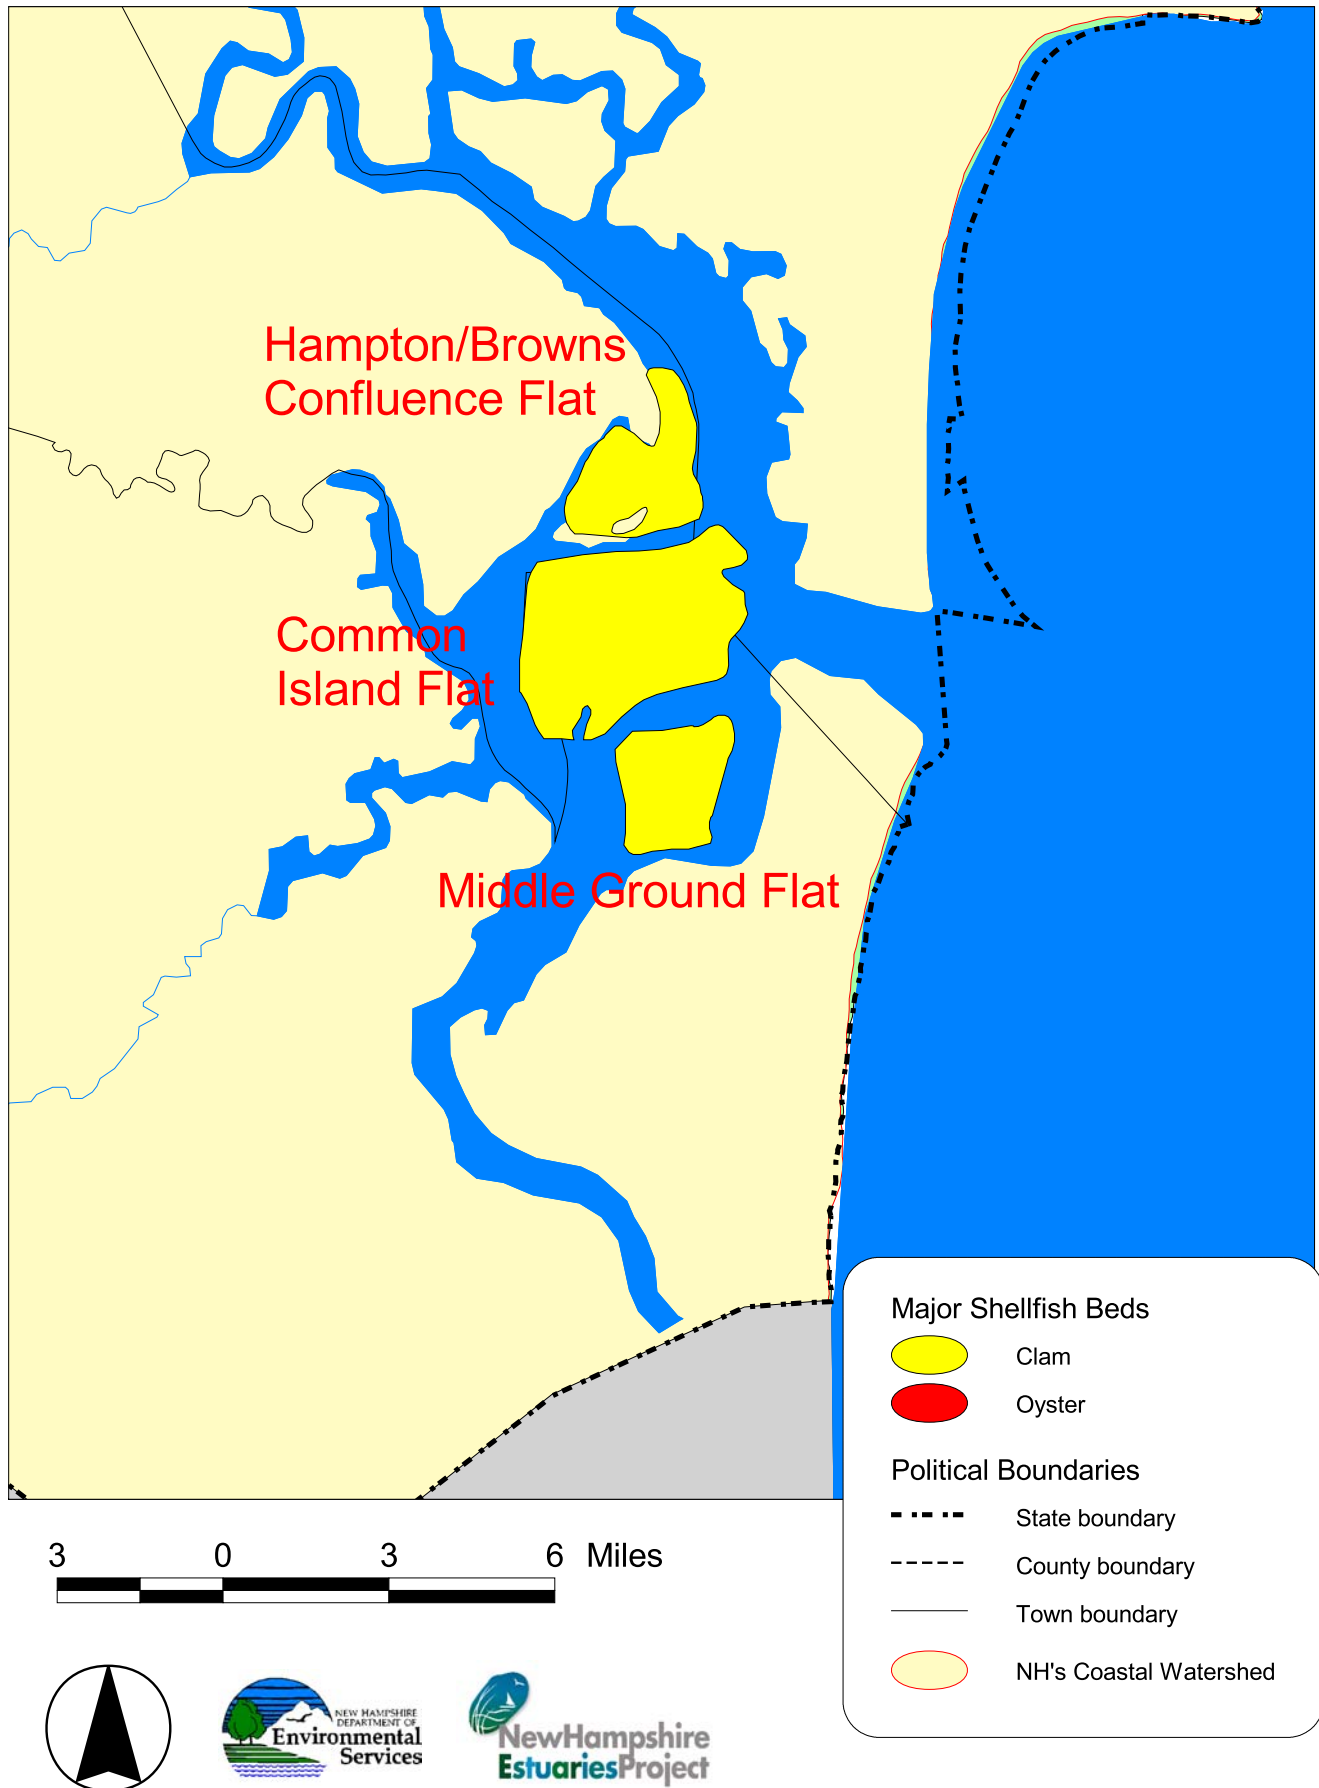 Hampton/Browns
Confluence Flat
Common
Island Flat
Middle Ground Flat
Major Shellfish Beds
Clam
Oyster
Political Boundaries
State boundary
County boundary
Town boundary
NH's Coastal Watershed
3 0 3 6 Miles
NEW HAMPSHIRE
DEPARTMENT OF
Environmental
Services
NewHampshire
EstuariesProject